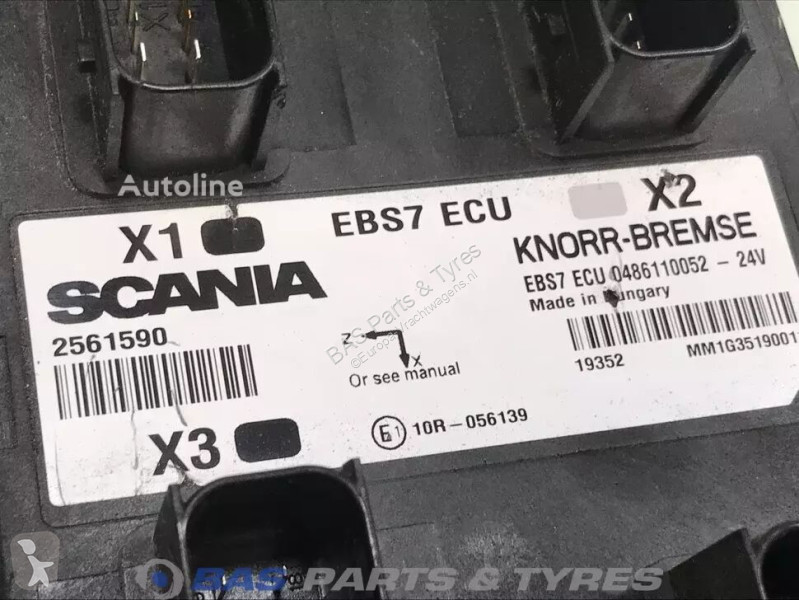 Autoline
EBS7 ECU
X2
X1
KNORR-BREMSE
SCANIA
EBS7 ECU 0486110052 - 24V
Made in Hungary
2561590
Z
X
Or see manual
19352
MM1G3519001
X3
E1 10R-056139
BAS Parts & Tyres
BAS PARTS & TYRES